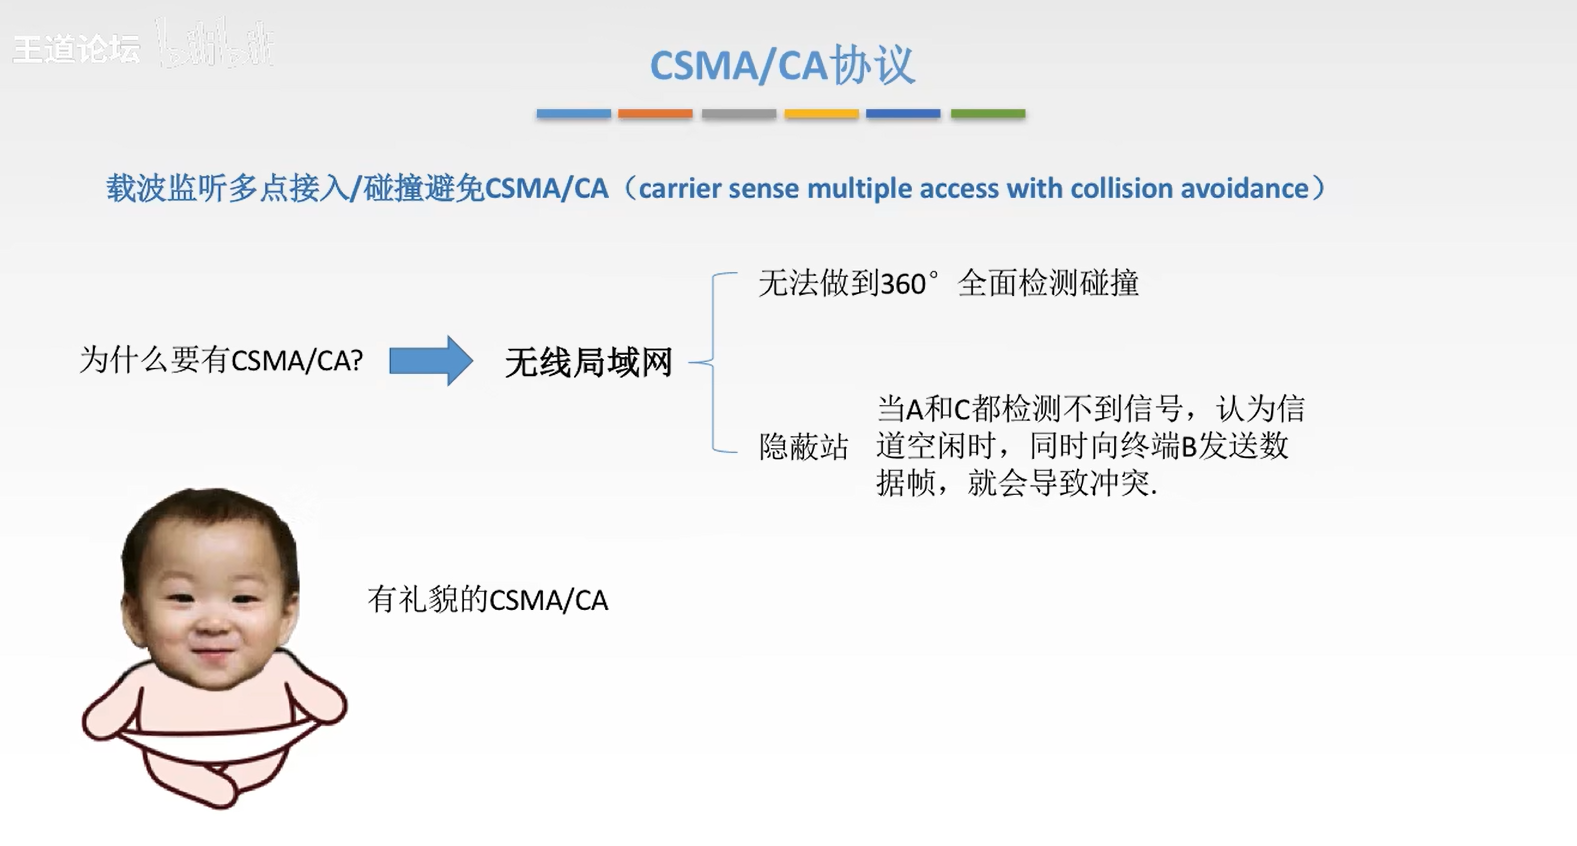 王道论坛 bilibili
CSMA/CA协议
载波监听多点接入/碰撞避免CSMA/CA（carrier sense multiple access with collision avoidance）
无法做到360°全面检测碰撞
为什么要有CSMA/CA?
无线局域网
隐蔽站
当A和C都检测不到信号，认为信
道空闲时，同时向终端B发送数
据帧，就会导致冲突.
有礼貌的CSMA/CA